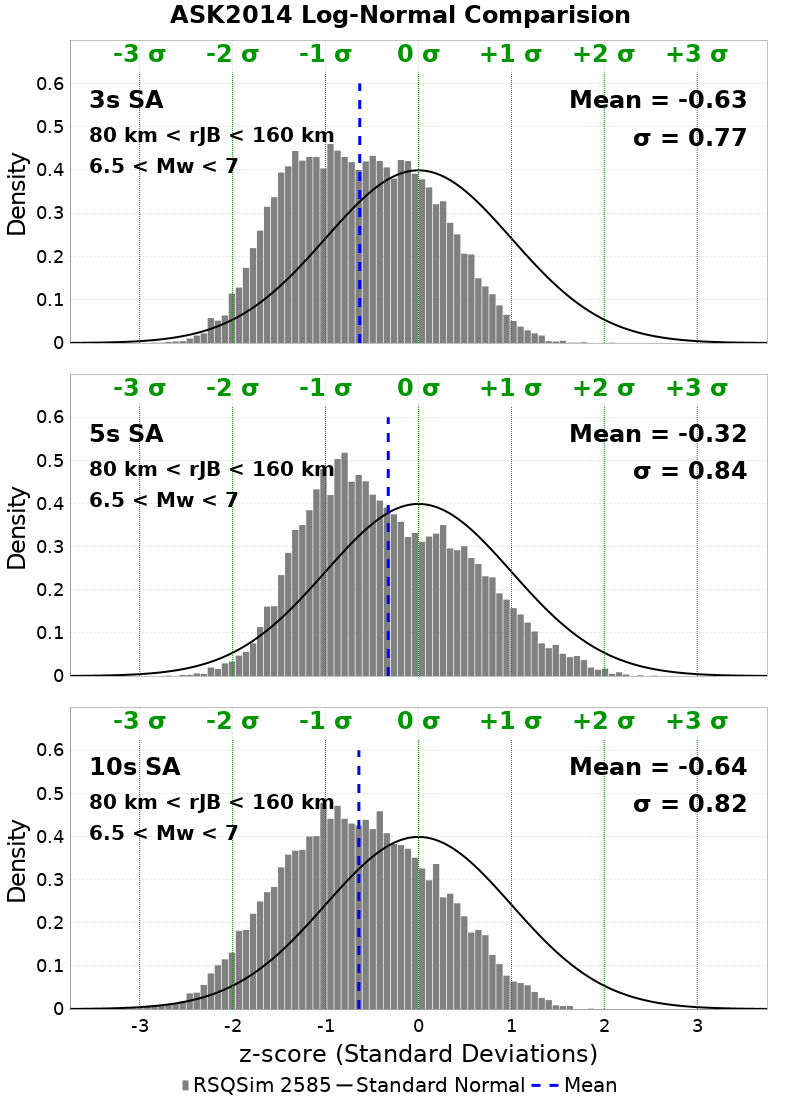 ASK2014 Log-Normal Comparision
-3 σ -2 σ -1 σ 0 σ +1 σ +2 σ +3 σ
3s SA
80 km < rJB < 160 km
6.5 < Mw < 7
Mean = -0.63
σ = 0.77
0.6
0.5
0.4
0.3
0.2
0.1
0
Density
-3 σ -2 σ -1 σ 0 σ +1 σ +2 σ +3 σ
5s SA
80 km < rJB < 160 km
6.5 < Mw < 7
Mean = -0.32
σ = 0.84
0.6
0.5
0.4
0.3
0.2
0.1
0
Density
-3 σ -2 σ -1 σ 0 σ +1 σ +2 σ +3 σ
10s SA
80 km < rJB < 160 km
6.5 < Mw < 7
Mean = -0.64
σ = 0.82
0.6
0.5
0.4
0.3
0.2
0.1
0
Density
-3 -2 -1 0 1 2 3
z-score (Standard Deviations)
RSQSim 2585 Standard Normal Mean